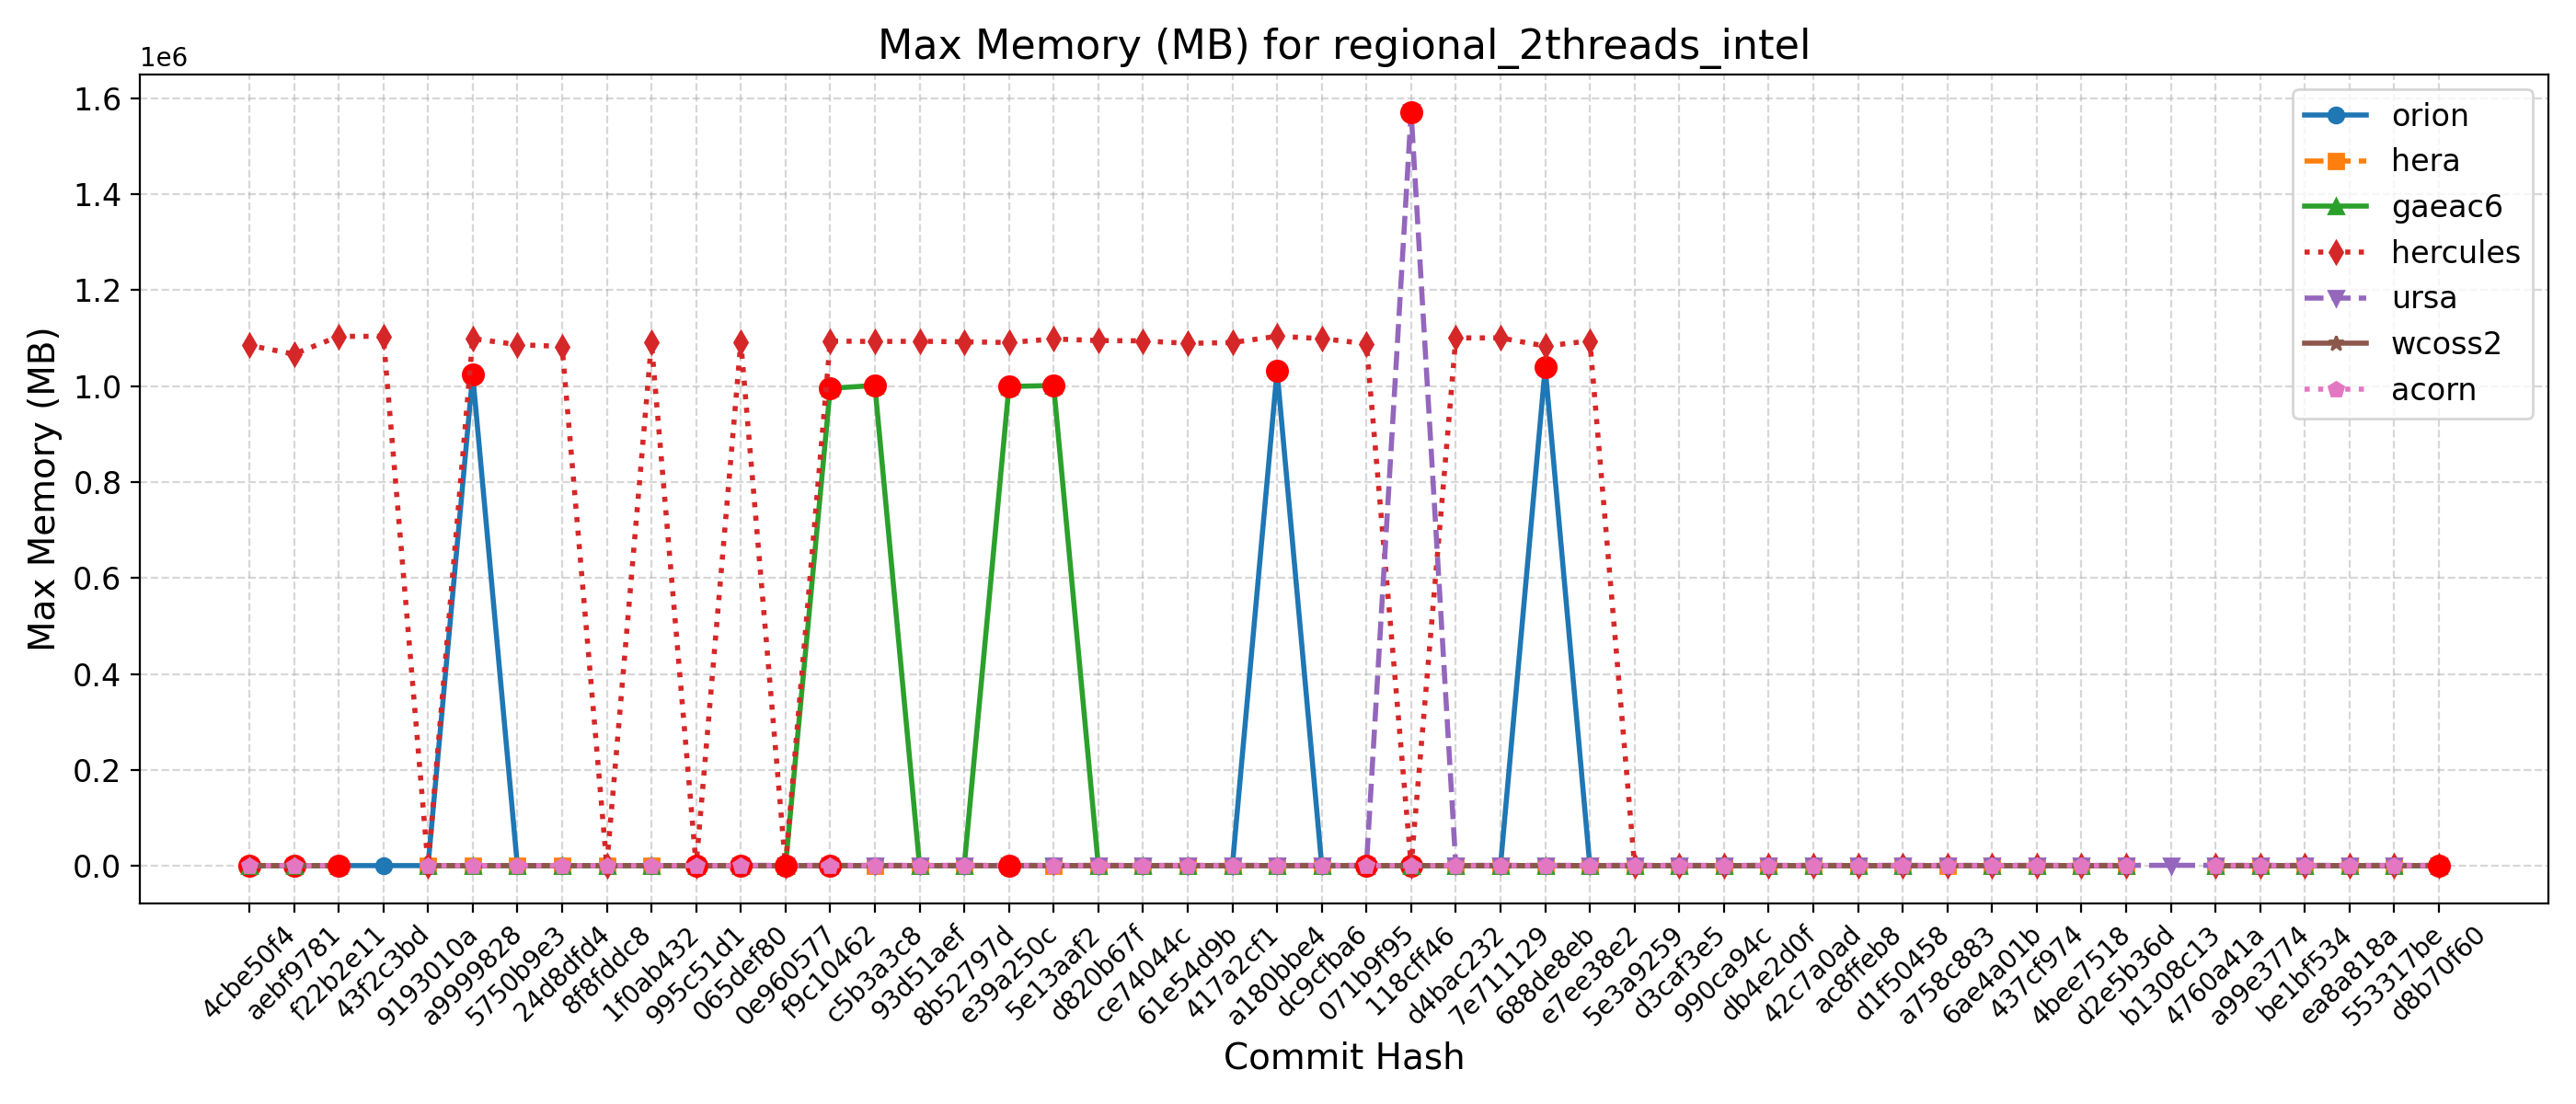 Max Memory (MB) for regional_2threads_intel
1e6
1.6
1.4
1.2
1.0
0.8
0.6
0.4
0.2
0.0
Max Memory (MB)
orion
hera
gaeac6
hercules
ursa
wcoss2
acorn
4cbe50f4
aebf9781
f22b2e11
43f2c3bd
9193010a
a9999828
5750b9e3
24d8dfd4
8f8fddc8
1f0ab432
995c51d1
065def80
0e960577
f9c10462
c5b3a3c8
93d51aef
8b52797d
e39a250c
5e13aaf2
d820b67f
ce74044c
61e54d9b
417a2cf1
a180bbe4
dc9cfba6
071b9f95
118cff46
d4bac232
7e711129
688de8eb
e7ee38e2
5e3a9259
d3caf3e5
990ca94c
db4e2d0f
42c7a0ad
ac8ffeb8
d1f50458
a758c883
6ae4a01b
437cf974
4bee7518
d2e5b36d
b1308c13
4760a41a
a99e3774
be1bf534
ea8a818a
553317be
d8b70f60
Commit Hash